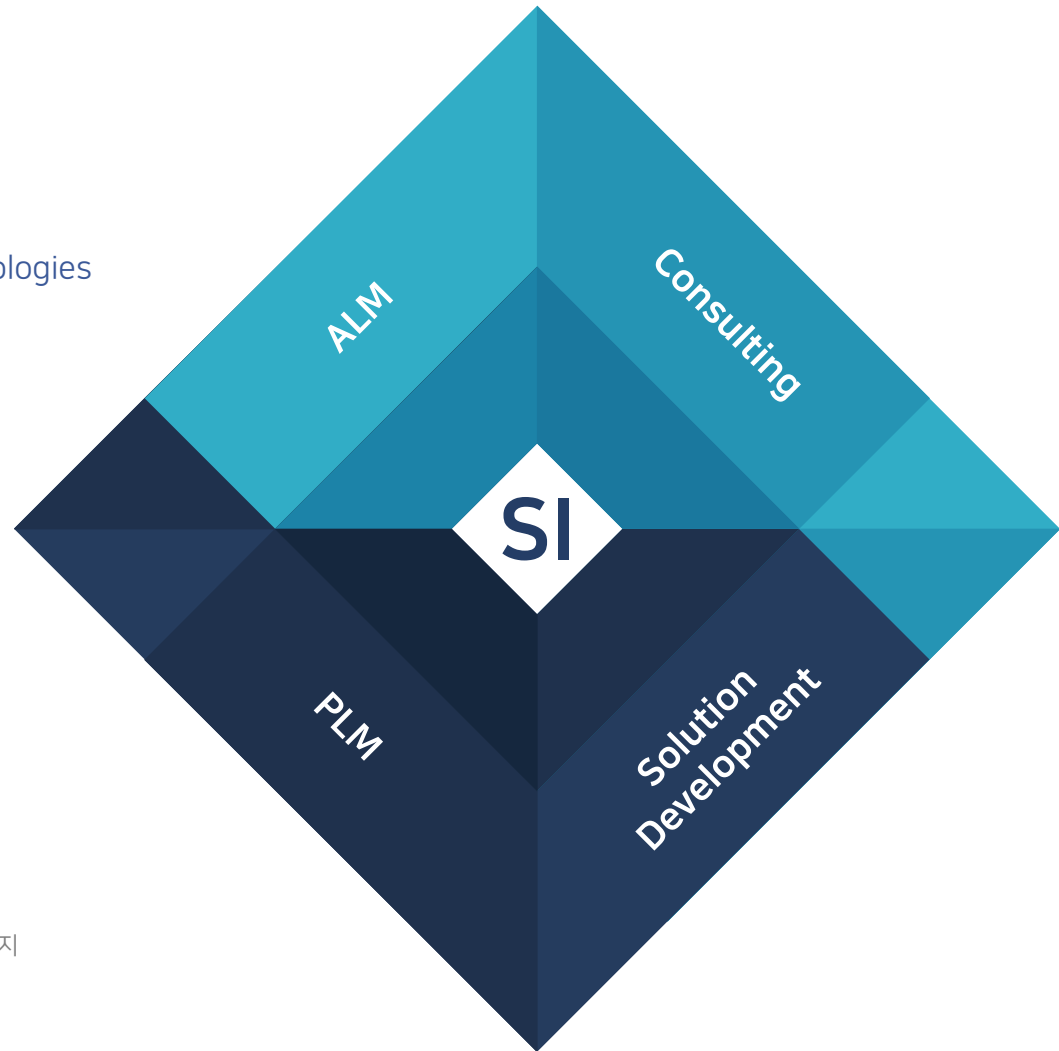 ologies
ALM
Consulting
SI
PLM
Solution
Development
지